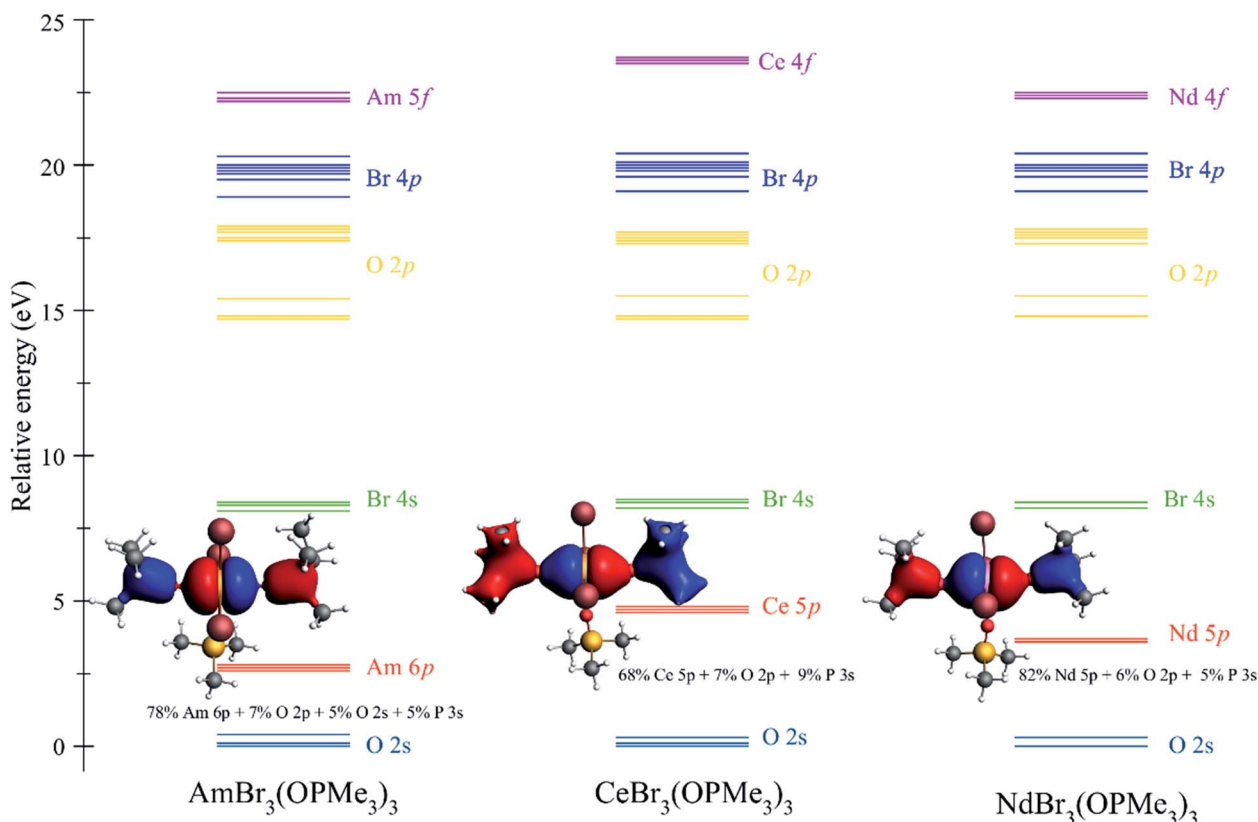 25
20
15
10
5
0
Relative energy (eV)
Am 5f
Br 4p
O 2p
Br 4s
Am 6p
78% Am 6p + 7% O 2p + 5% O 2s + 5% P 3s
O 2s
AmBr₃(OPMe₃)₃
Ce 4f
Br 4p
O 2p
Br 4s
Ce 5p
68% Ce 5p + 7% O 2p + 9% P 3s
O 2s
CeBr₃(OPMe₃)₃
Nd 4f
Br 4p
O 2p
Br 4s
Nd 5p
82% Nd 5p + 6% O 2p + 5% P 3s
O 2s
NdBr₃(OPMe₃)₃